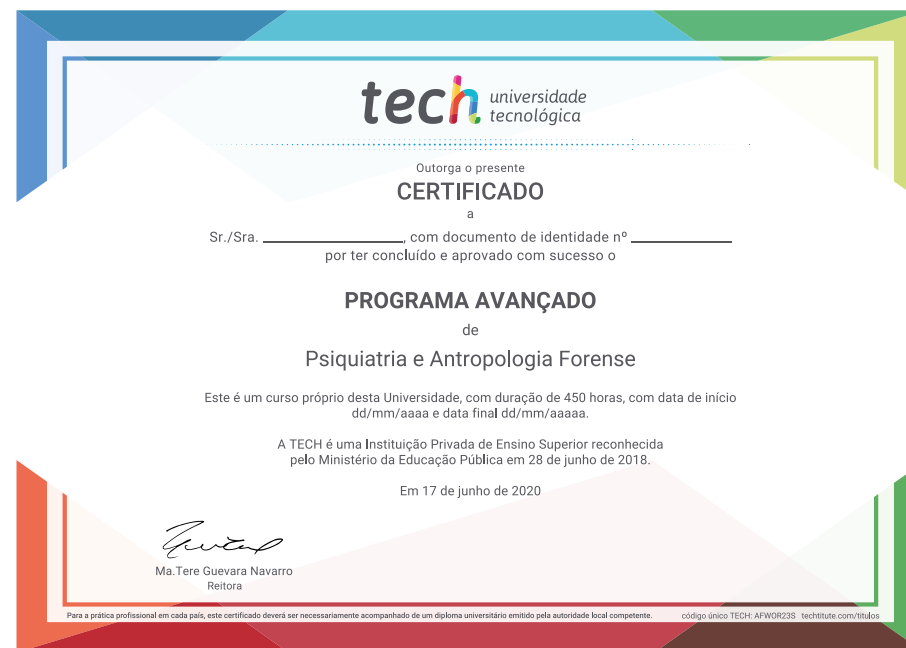 tech universidade
tecnológica
Outorga o presente
CERTIFICADO
a
Sr./Sra. ____________, com documento de identidade nº ____________
por ter concluído e aprovado com sucesso o
PROGRAMA AVANÇADO
de
Psiquiatria e Antropologia Forense
Este é um curso próprio desta Universidade, com duração de 450 horas, com data de início
dd/mm/aaaa e data final dd/mm/aaaaa.
A TECH é uma Instituição Privada de Ensino Superior reconhecida
pelo Ministério da Educação Pública em 28 de junho de 2018.
Em 17 de junho de 2020
Ma.Tere Guevara Navarro
Reitora
Para a prática profissional em cada país, este certificado deverá ser necessariamente acompanhado de um diploma universitário emitido pela autoridade local competente. código único TECH: AFWOR23S techtitute.com/titulos